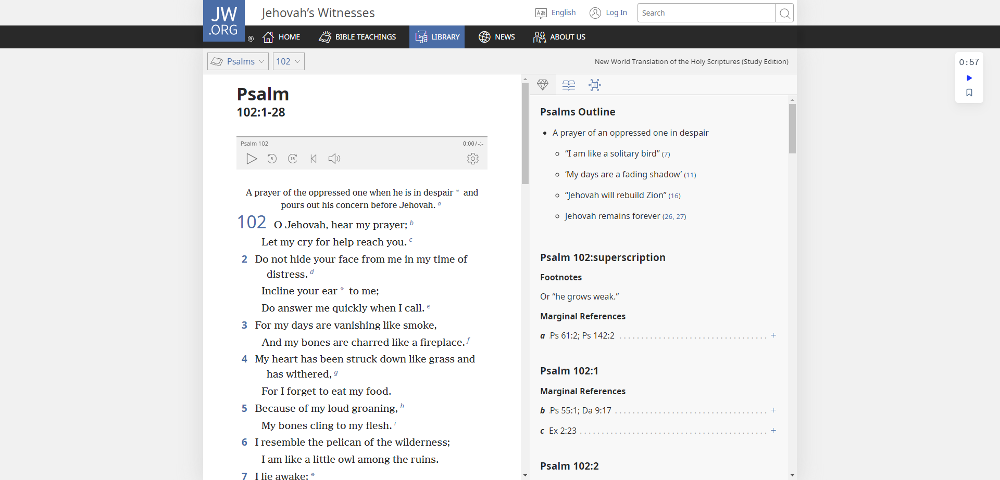 JW
.ORG
®
Jehovah’s Witnesses
English
Log In
Search
HOME
BIBLE TEACHINGS
LIBRARY
NEWS
ABOUT US
Psalms
102
New World Translation of the Holy Scriptures (Study Edition)
0:57
Psalm
102:1-28
Psalm 102
0:00 / -:-
5
15
A prayer of the oppressed one when he is in despair * and
pours out his concern before Jehovah. a
102 O Jehovah, hear my prayer; b
Let my cry for help reach you. c
2 Do not hide your face from me in my time of
distress. d
Incline your ear * to me;
Do answer me quickly when I call. e
3 For my days are vanishing like smoke,
And my bones are charred like a fireplace. f
4 My heart has been struck down like grass and
has withered, g
For I forget to eat my food.
5 Because of my loud groaning, h
My bones cling to my flesh. i
6 I resemble the pelican of the wilderness;
I am like a little owl among the ruins.
7 I lie awake; *
Psalms Outline
• A prayer of an oppressed one in despair
“I am like a solitary bird” (7)
‘My days are a fading shadow’ (11)
“Jehovah will rebuild Zion” (16)
Jehovah remains forever (26, 27)
Psalm 102:superscription
Footnotes
Or “he grows weak.”
Marginal References
a Ps 61:2; Ps 142:2 +
Psalm 102:1
Marginal References
b Ps 55:1; Da 9:17 +
c Ex 2:23 +
Psalm 102:2